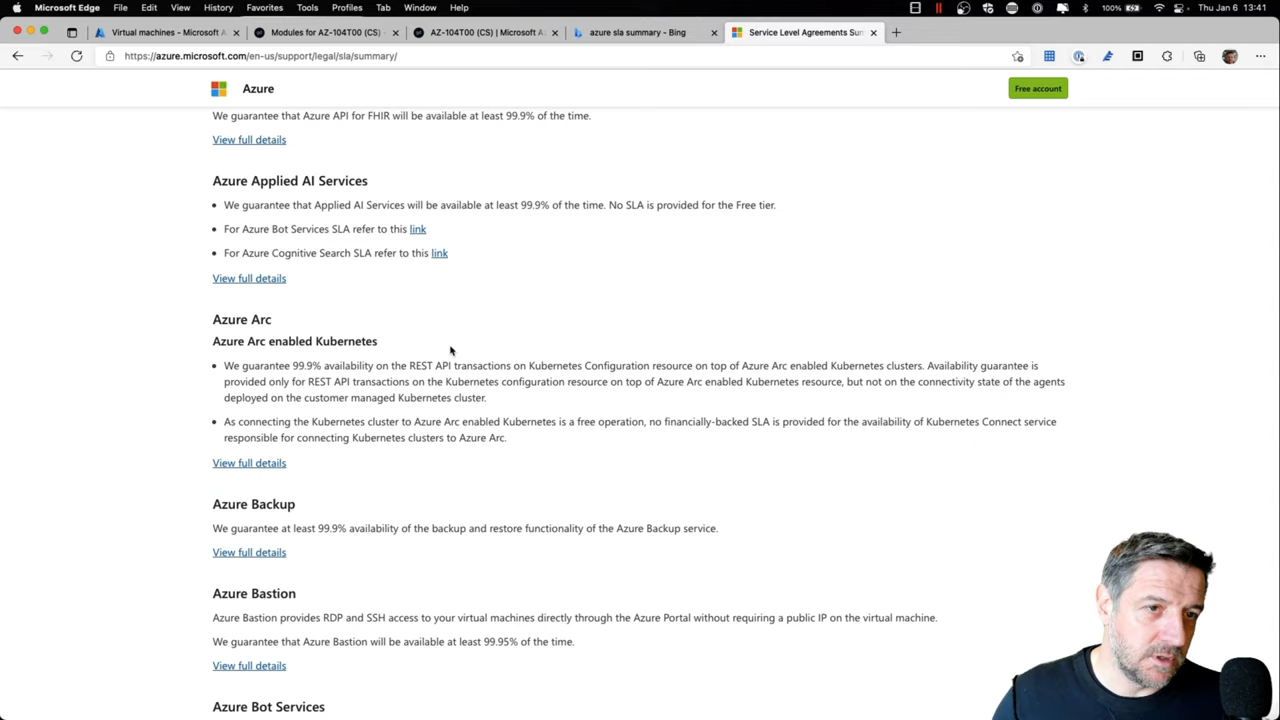 Microsoft Edge File Edit View History Favorites Tools Profiles Tab Window Help 100% Thu Jan 6 13:41
Virtual machines - Microsoft A
Modules for AZ-104T00 (CS) -
AZ-104T00 (CS) | Microsoft A
azure sla summary - Bing
Service Level Agreements Sum
https://azure.microsoft.com/en-us/support/legal/sla/summary/
Azure
Free account
We guarantee that Azure API for FHIR will be available at least 99.9% of the time.
View full details
Azure Applied AI Services
• We guarantee that Applied AI Services will be available at least 99.9% of the time. No SLA is provided for the Free tier.
• For Azure Bot Services SLA refer to this link
• For Azure Cognitive Search SLA refer to this link
View full details
Azure Arc
Azure Arc enabled Kubernetes
• We guarantee 99.9% availability on the REST API transactions on Kubernetes Configuration resource on top of Azure Arc enabled Kubernetes clusters. Availability guarantee is
provided only for REST API transactions on the Kubernetes configuration resource on top of Azure Arc enabled Kubernetes resource, but not on the connectivity state of the agents
deployed on the customer managed Kubernetes cluster.
• As connecting the Kubernetes cluster to Azure Arc enabled Kubernetes is a free operation, no financially-backed SLA is provided for the availability of Kubernetes Connect service
responsible for connecting Kubernetes clusters to Azure Arc.
View full details
Azure Backup
We guarantee at least 99.9% availability of the backup and restore functionality of the Azure Backup service.
View full details
Azure Bastion
Azure Bastion provides RDP and SSH access to your virtual machines directly through the Azure Portal without requiring a public IP on the virtual machine.
We guarantee that Azure Bastion will be available at least 99.95% of the time.
View full details
Azure Bot Services